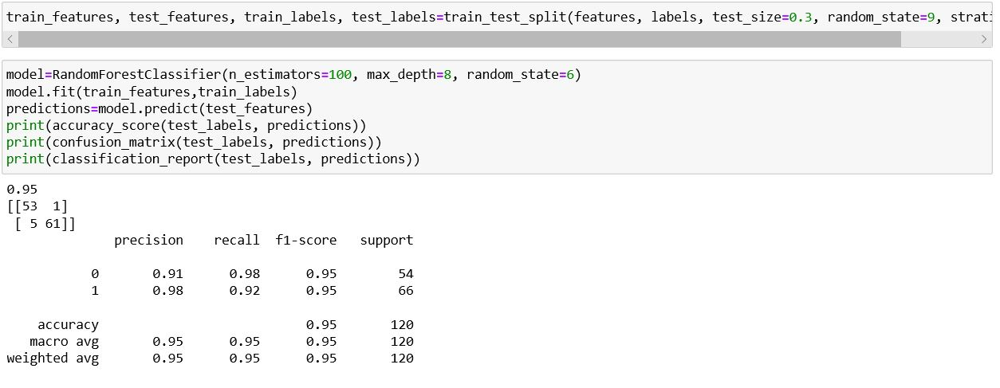 train_features, test_features, train_labels, test_labels=train_test_split(features, labels, test_size=0.3, random_state=9, strati
model=RandomForestClassifier(n_estimators=100, max_depth=8, random_state=6)
model.fit(train_features,train_labels)
predictions=model.predict(test_features)
print(accuracy_score(test_labels, predictions))
print(confusion_matrix(test_labels, predictions))
print(classification_report(test_labels, predictions))
0.95
[[53  1]
 [ 5 61]]
              precision    recall  f1-score   support
           0       0.91      0.98      0.95        54
           1       0.98      0.92      0.95        66
    accuracy                           0.95       120
   macro avg       0.95      0.95      0.95       120
weighted avg       0.95      0.95      0.95       120